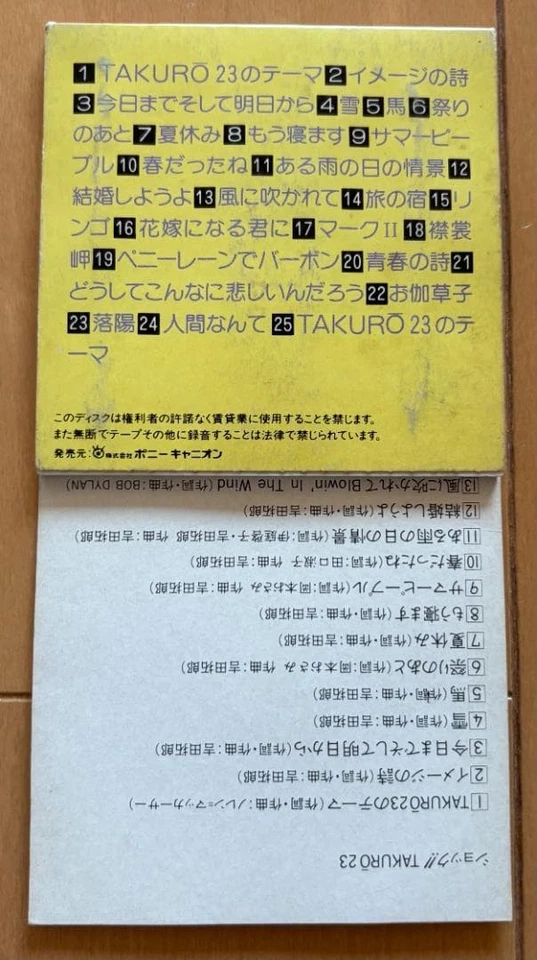 1 TAKURŌ 23のテーマ 2 イメージの詩
3 今日までそして明日から 4 雪 5 馬 6 祭り
のあと 7 夏休み 8 もう寝ます 9 サマーピー
プル 10 春だったね 11 ある雨の日の情景 12
結婚しようよ 13 風に吹かれて 14 旅の宿 15 リ
ンゴ 16 花嫁になる君に 17 マークⅡ 18 襟裳
岬 19 ペニーレーンでバーボン 20 青春の詩 21
どうしてこんなに悲しいんだろう 22 お伽草子
23 落陽 24 人間なんて 25 TAKURŌ 23のテ
ーマ
このディスクは権利者の許諾なく賃貸業に使用することを禁じます。
また無断でテープその他に録音することは法律で禁じられています。
発売元:株式会社 ポニーキャニオン
ショック!! TAKURŌ23
1 TAKURŌ23のテーマ(作詞・作曲:ノレン=マッカーサー
2 イメージの詩(作詞・作曲:吉田拓郎)
3 今日までそして明日から(作詞・作曲:吉田拓郎)
4 雪(作詞・作曲:吉田拓郎)
5 馬(作詞・作曲:吉田拓郎)
6 祭りのあと(作詞:岡本おさみ 作曲:吉田拓郎)
7 夏休み(作詞・作曲:吉田拓郎)
8 もう寝ます(作詞・作曲:吉田拓郎)
9 サマーピープル(作詞:岡本おさみ 作曲:吉田拓郎)
10 春だったね(作詞:田口淑子 作曲:吉田拓郎)
11 ある雨の日の情景(作詞:伊庭啓子・吉田拓郎 作曲:吉田拓郎)
12 結婚しようよ(作詞・作曲:吉田拓郎)
13 風に吹かれて Blowin' In The Wind(作詞・作曲:BOB DYLAN)